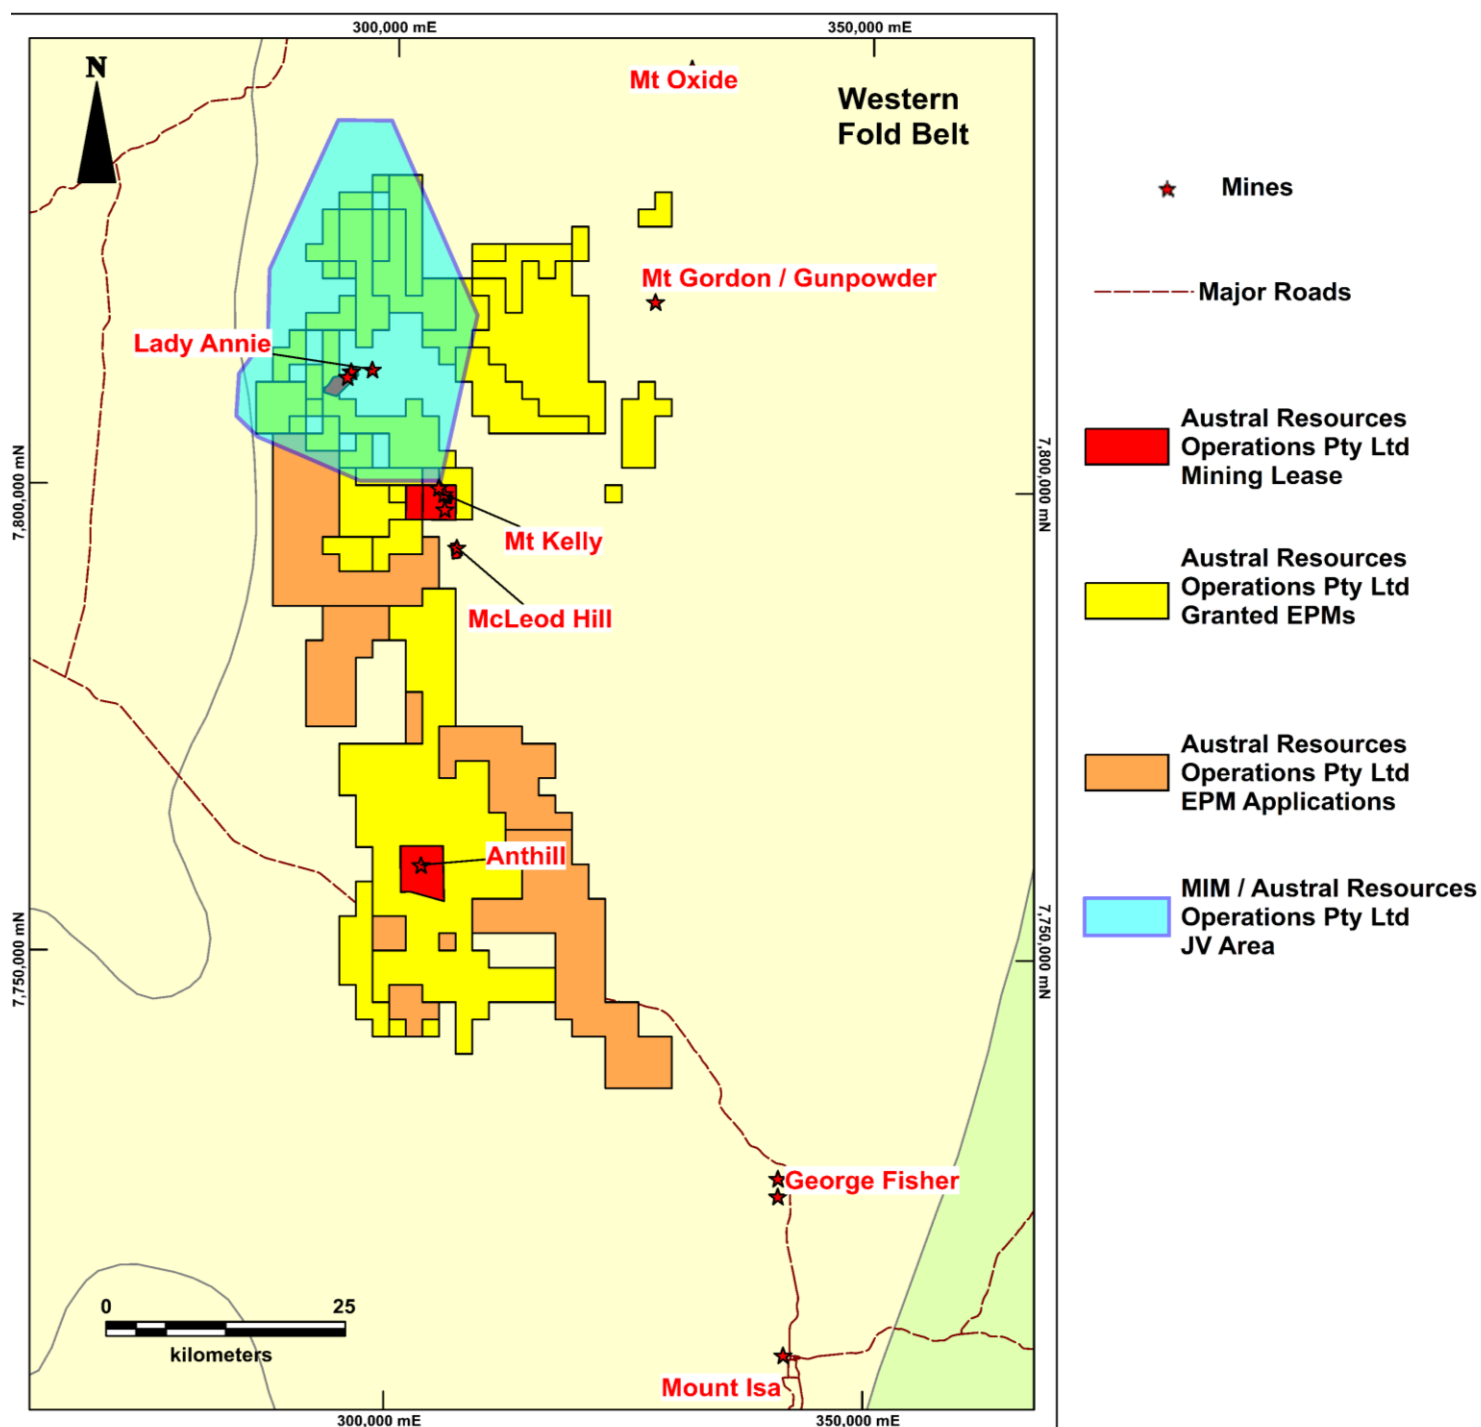 300,000 mE
350,000 mE
N
Mt Oxide
Western
Fold Belt
Mines
Mt Gordon / Gunpowder
Major Roads
Lady Annie
Austral Resources
Operations Pty Ltd
Mining Lease
7,800,000 mN
7,800,000 mN
Mt Kelly
Austral Resources
Operations Pty Ltd
Granted EPMs
McLeod Hill
Austral Resources
Operations Pty Ltd
EPM Applications
Anthill
MIM / Austral Resources
Operations Pty Ltd
JV Area
7,750,000 mN
7,750,000 mN
George Fisher
0
25
kilometers
Mount Isa
300,000 mE
350,000 mE